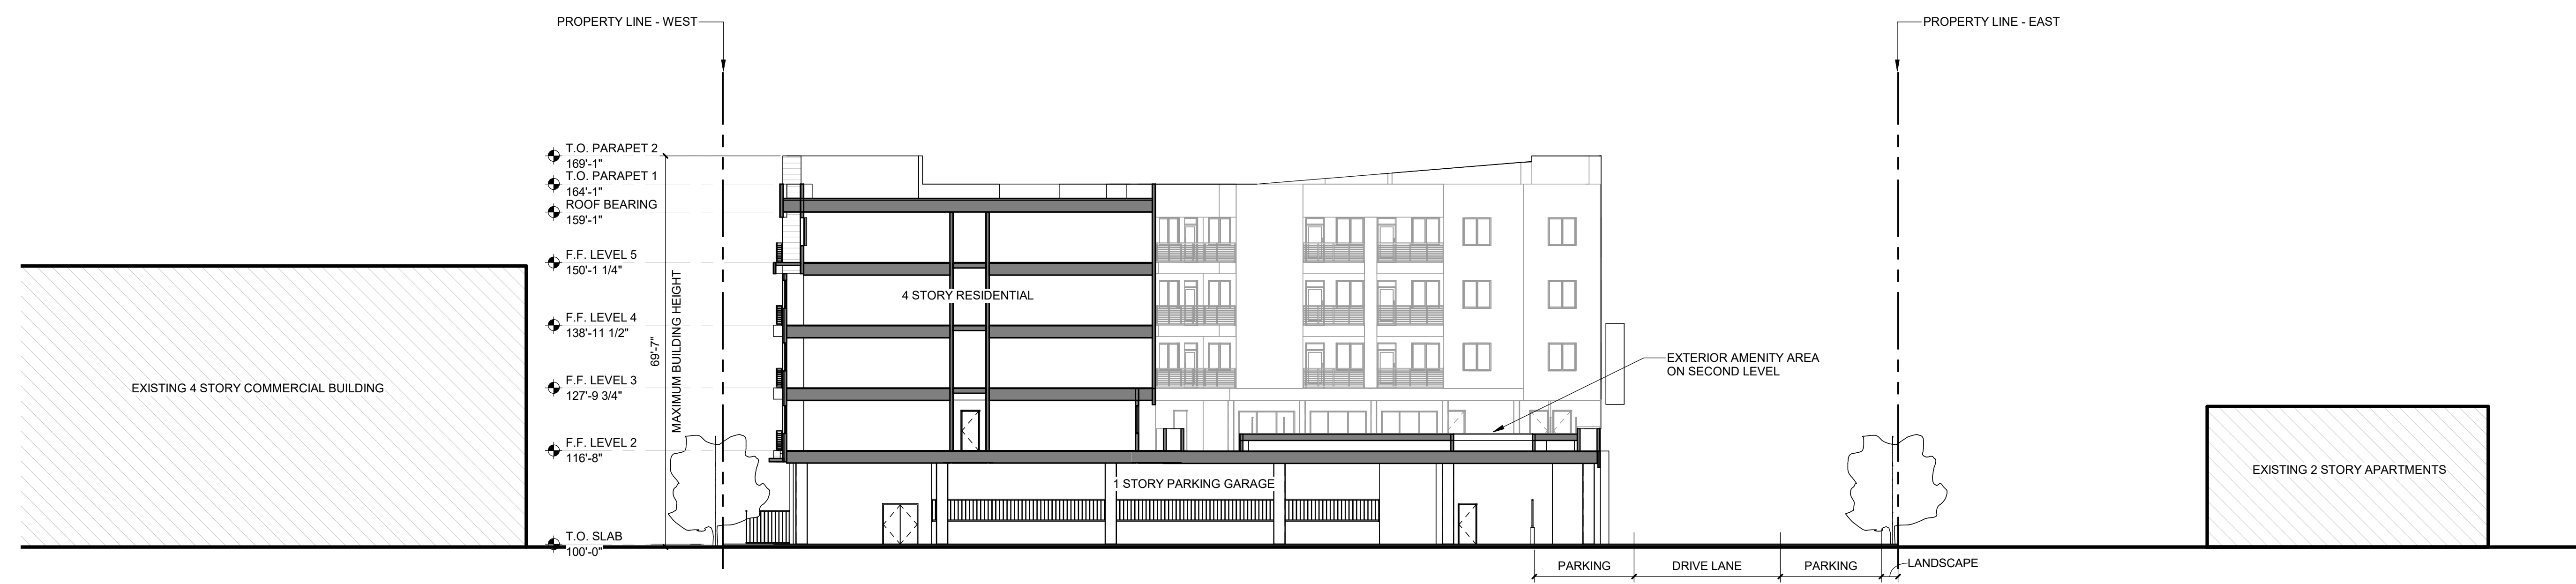 PROPERTY LINE - WEST
PROPERTY LINE - EAST
T.O. PARAPET 2
169'-1"
T.O. PARAPET 1
164'-1"
ROOF BEARING
159'-1"
F.F. LEVEL 5
150'-1 1/4"
F.F. LEVEL 4
138'-11 1/2"
F.F. LEVEL 3
127'-9 3/4"
F.F. LEVEL 2
116'-8"
T.O. SLAB
100'-0"
69'-7"
MAXIMUM BUILDING HEIGHT
EXISTING 4 STORY COMMERCIAL BUILDING
4 STORY RESIDENTIAL
1 STORY PARKING GARAGE
EXTERIOR AMENITY AREA
ON SECOND LEVEL
EXISTING 2 STORY APARTMENTS
PARKING
DRIVE LANE
PARKING
LANDSCAPE